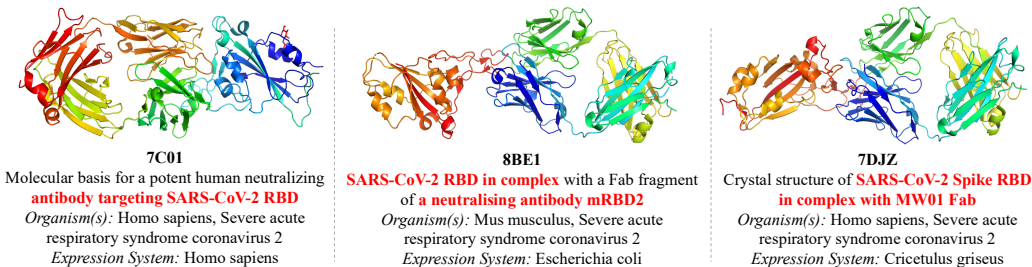 7C01
Molecular basis for a potent human neutralizing
antibody targeting SARS-CoV-2 RBD
Organism(s): Homo sapiens, Severe acute
respiratory syndrome coronavirus 2
Expression System: Homo sapiens
8BE1
SARS-CoV-2 RBD in complex with a Fab fragment
of a neutralising antibody mRBD2
Organism(s): Mus musculus, Severe acute
respiratory syndrome coronavirus 2
Expression System: Escherichia coli
7DJZ
Crystal structure of SARS-CoV-2 Spike RBD
in complex with MW01 Fab
Organism(s): Homo sapiens, Severe acute
respiratory syndrome coronavirus 2
Expression System: Cricetulus griseus